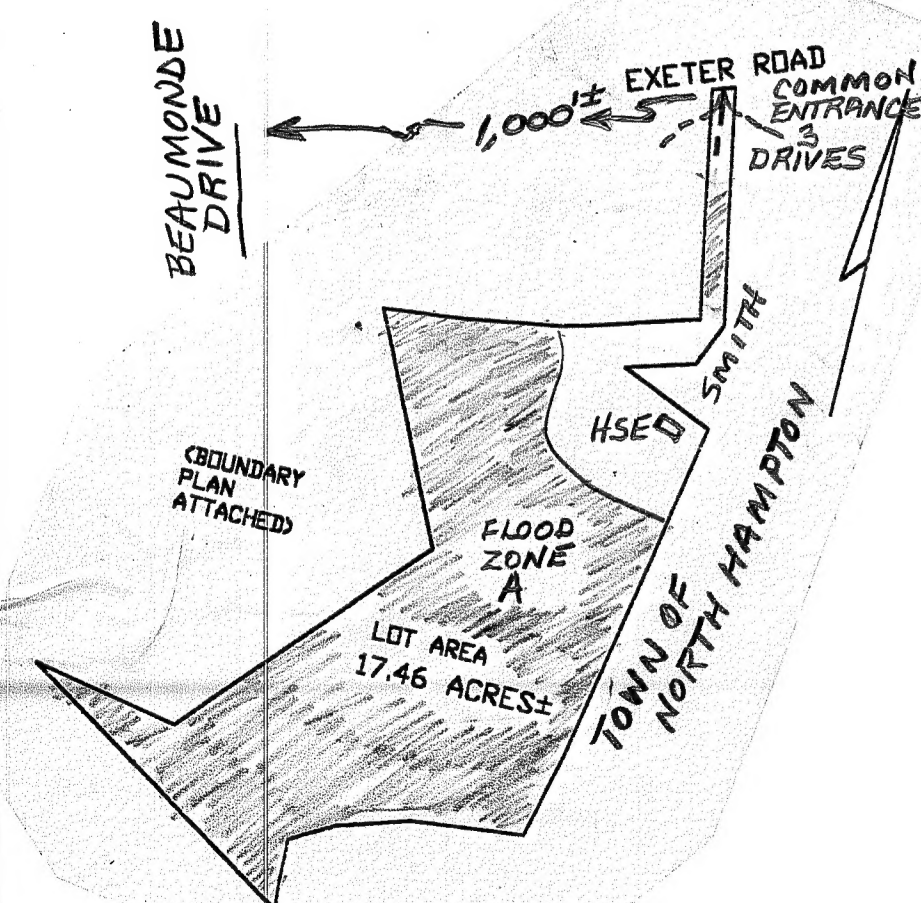 BEAUMONDE
DRIVE
1,000'±
EXETER ROAD
COMMON
ENTRANCE
3
DRIVES
SMITH
HSE
(BOUNDARY
PLAN
ATTACHED)
FLOOD
ZONE
A
LOT AREA
17.46 ACRES±
TOWN OF
NORTH HAMPTON